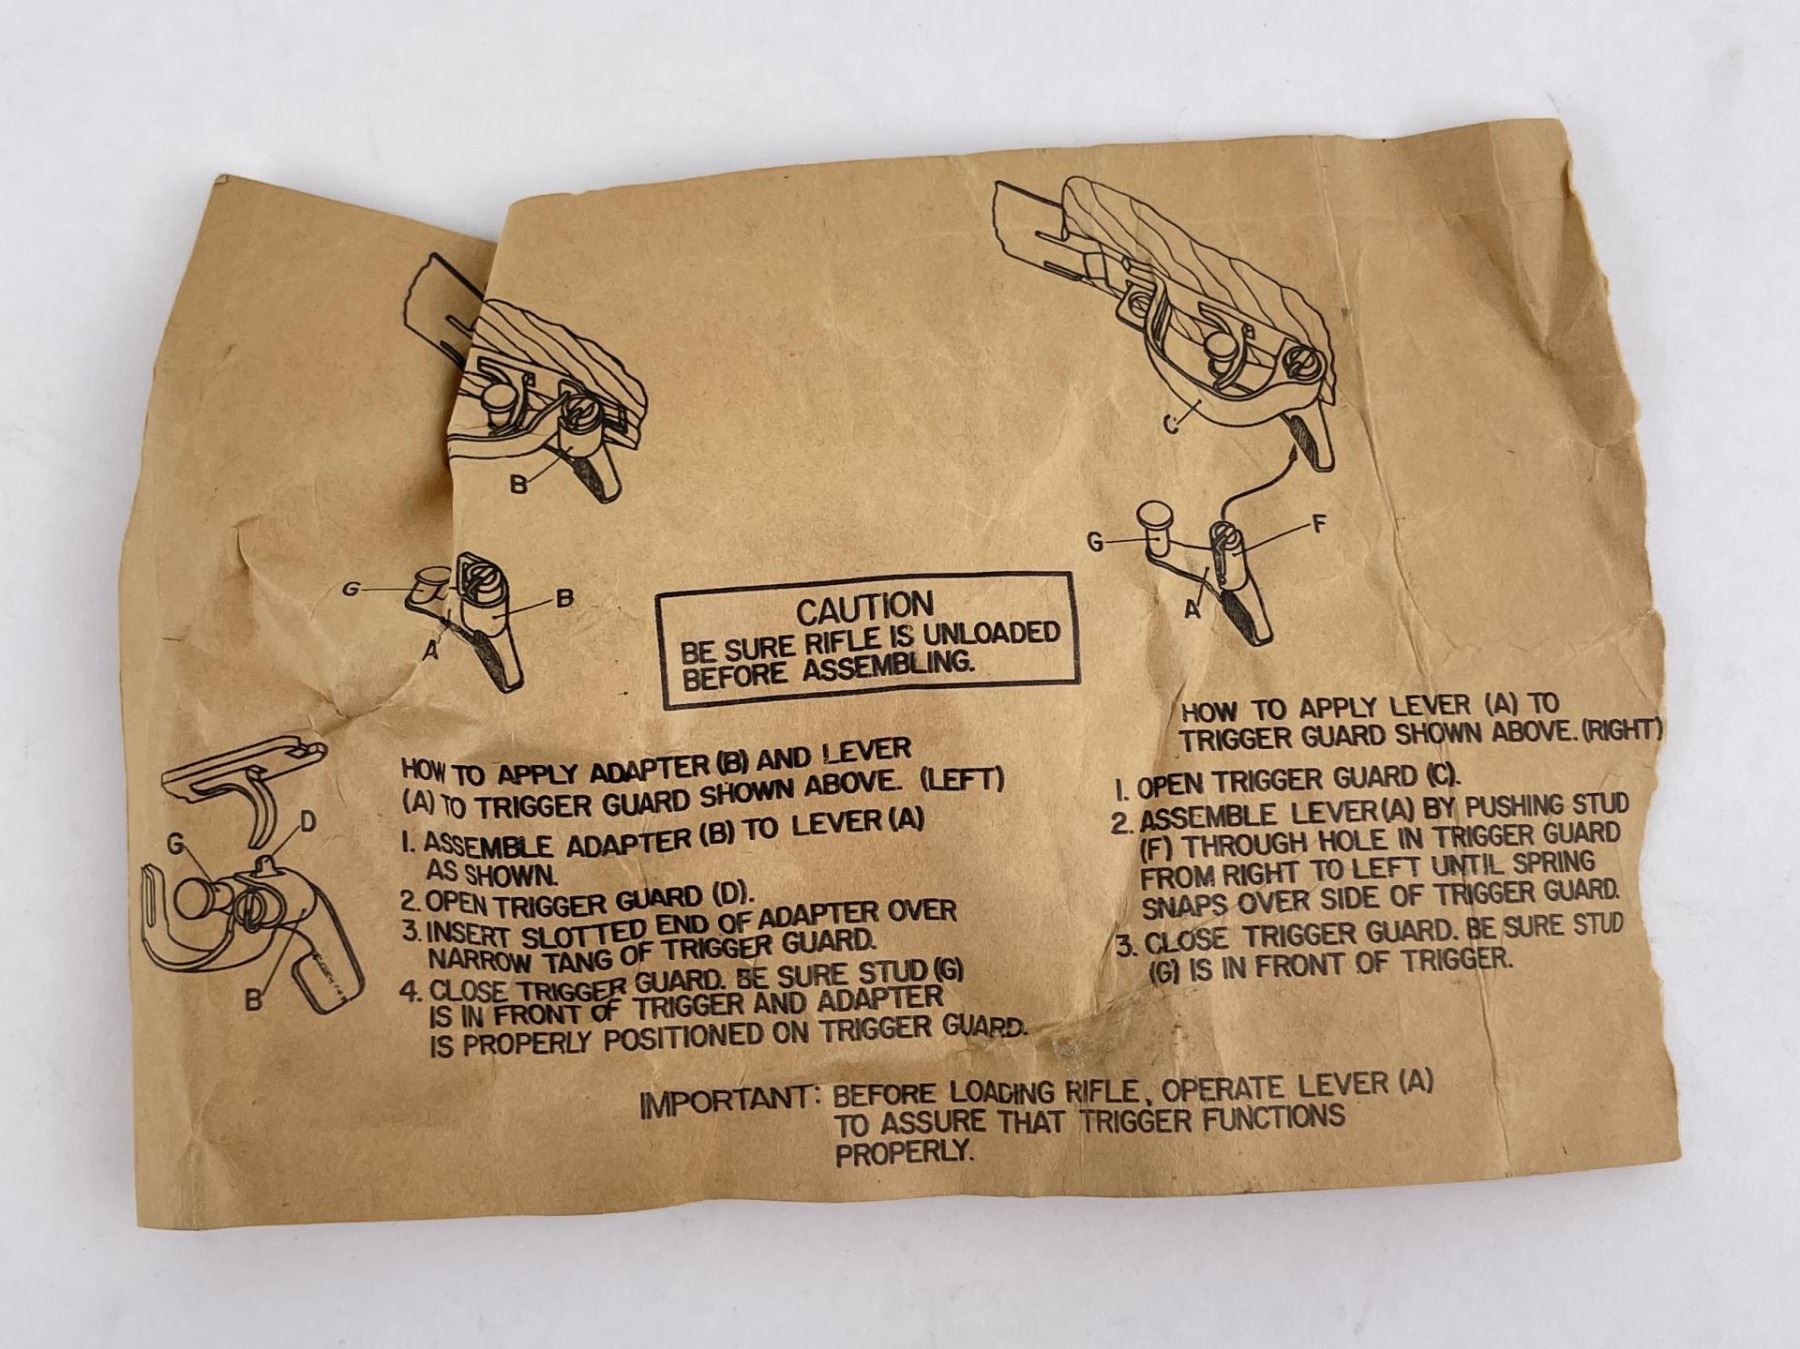 B
G
B
A
C
G
F
A
CAUTION
BE SURE RIFLE IS UNLOADED
BEFORE ASSEMBLING.
G
D
B
HOW TO APPLY ADAPTER (B) AND LEVER
(A) TO TRIGGER GUARD SHOWN ABOVE. (LEFT)
1. ASSEMBLE ADAPTER (B) TO LEVER (A)
AS SHOWN.
2. OPEN TRIGGER GUARD (D).
3. INSERT SLOTTED END OF ADAPTER OVER
NARROW TANG OF TRIGGER GUARD.
4. CLOSE TRIGGER GUARD. BE SURE STUD (G)
IS IN FRONT OF TRIGGER AND ADAPTER
IS PROPERLY POSITIONED ON TRIGGER GUARD.
HOW TO APPLY LEVER (A) TO
TRIGGER GUARD SHOWN ABOVE. (RIGHT)
1. OPEN TRIGGER GUARD (C).
2. ASSEMBLE LEVER (A) BY PUSHING STUD
(F) THROUGH HOLE IN TRIGGER GUARD
FROM RIGHT TO LEFT UNTIL SPRING
SNAPS OVER SIDE OF TRIGGER GUARD.
3. CLOSE TRIGGER GUARD. BE SURE STUD
(G) IS IN FRONT OF TRIGGER.
IMPORTANT: BEFORE LOADING RIFLE, OPERATE LEVER (A)
TO ASSURE THAT TRIGGER FUNCTIONS
PROPERLY.